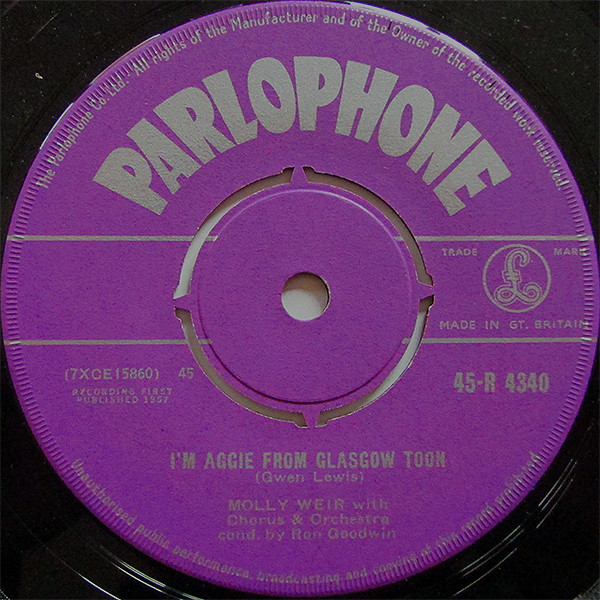 The Parlophone Co. Ltd. All rights of the Manufacturer and of the Owner of the recorded work reserved.
PARLOPHONE
TRADE MARK
£
MADE IN GT. BRITAIN
(7XCE15860) 45
RECORDING FIRST
PUBLISHED 1957
45-R 4340
I'M AGGIE FROM GLASGOW TOON
(Gwen Lewis)
MOLLY WEIR with
Chorus & Orchestra
cond. by Ron Goodwin
Unauthorised public performance, broadcasting and copying of this record prohibited